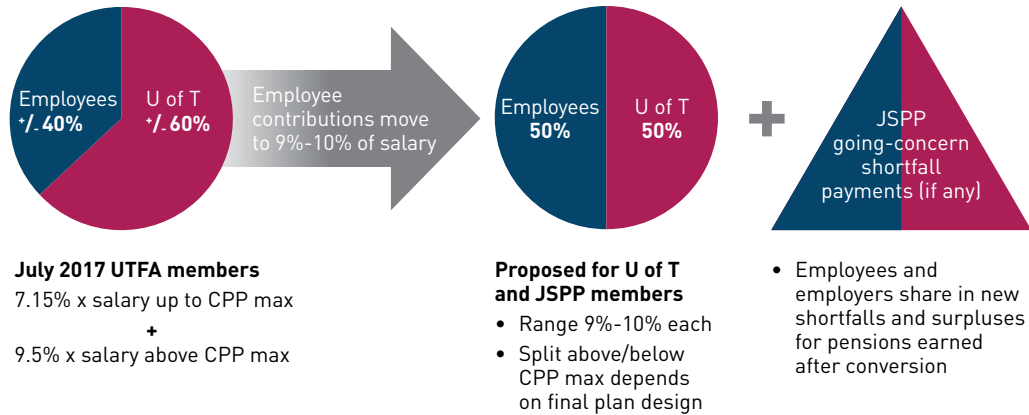 Employees
+/- 40%
U of T
+/- 60%
Employee
contributions move
to 9%-10% of salary
Employees
50%
U of T
50%
+
JSPP
going-concern
shortfall
payments (if any)
July 2017 UTFA members
7.15% x salary up to CPP max
+
9.5% x salary above CPP max
Proposed for U of T
and JSPP members
• Range 9%-10% each
• Split above/below
CPP max depends
on final plan design
• Employees and
employers share in new
shortfalls and surpluses
for pensions earned
after conversion